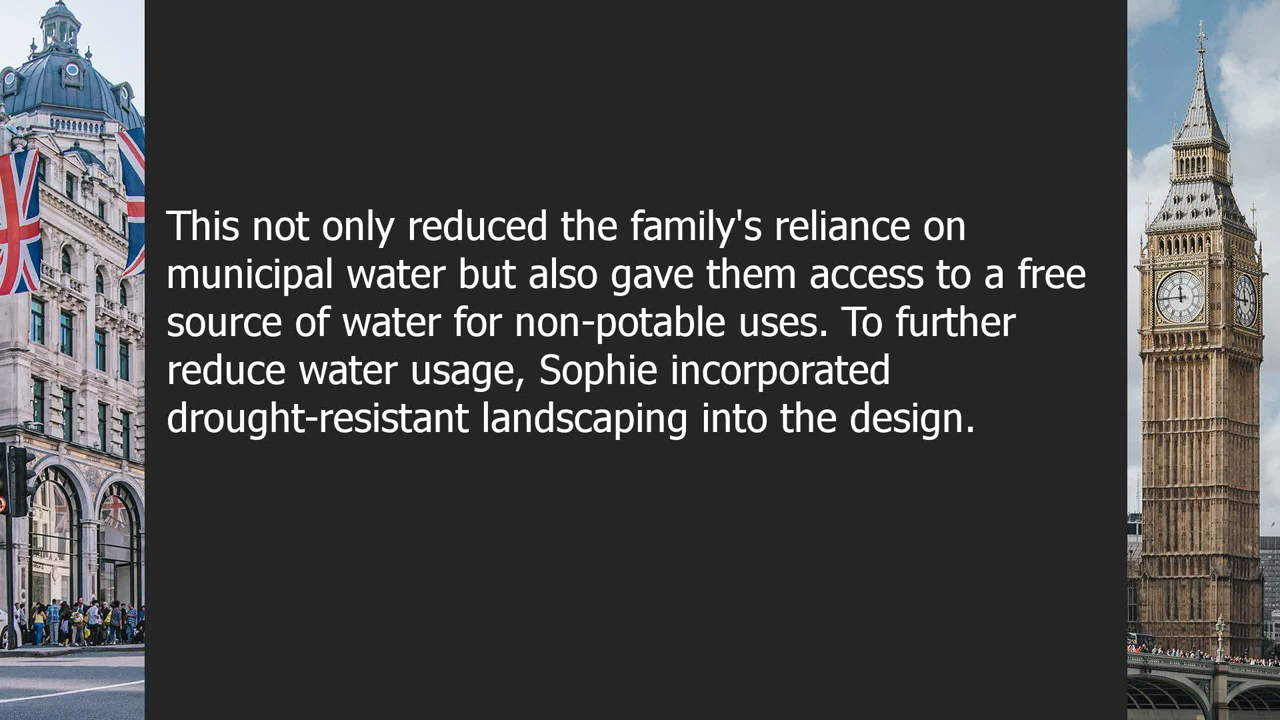 This not only reduced the family's reliance on
municipal water but also gave them access to a free
source of water for non-potable uses. To further
reduce water usage, Sophie incorporated
drought-resistant landscaping into the design.